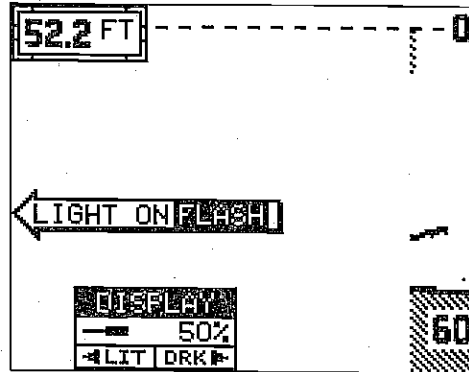 52.2 FT
0
LIGHT ON FLASH
DISPLAY
50%
LIT DRK
60